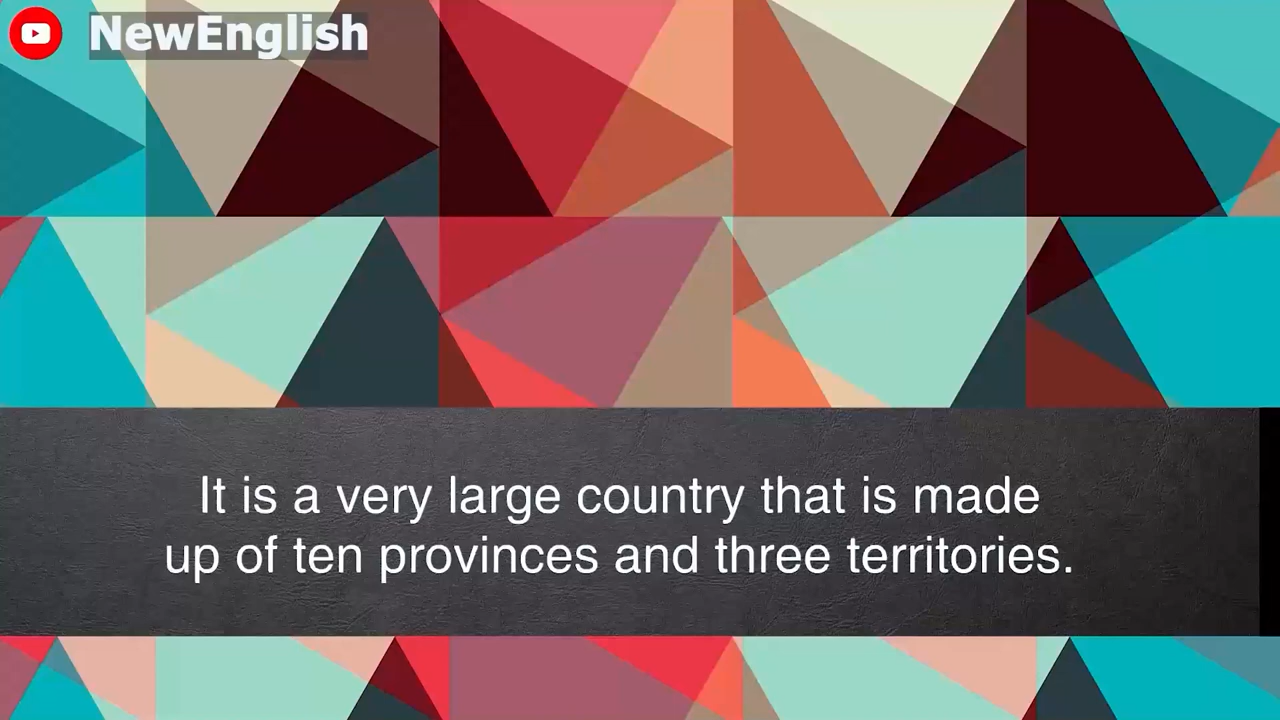 NewEnglish
It is a very large country that is made
up of ten provinces and three territories.